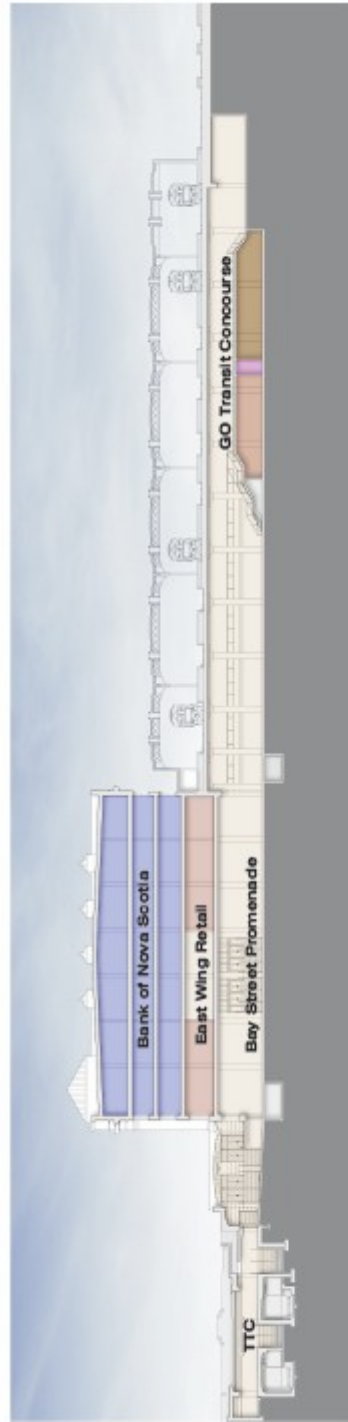 Bank of Nova Scotia
East Wing Retail
Bay Street Promenade
GO Transit Concourse
TTC